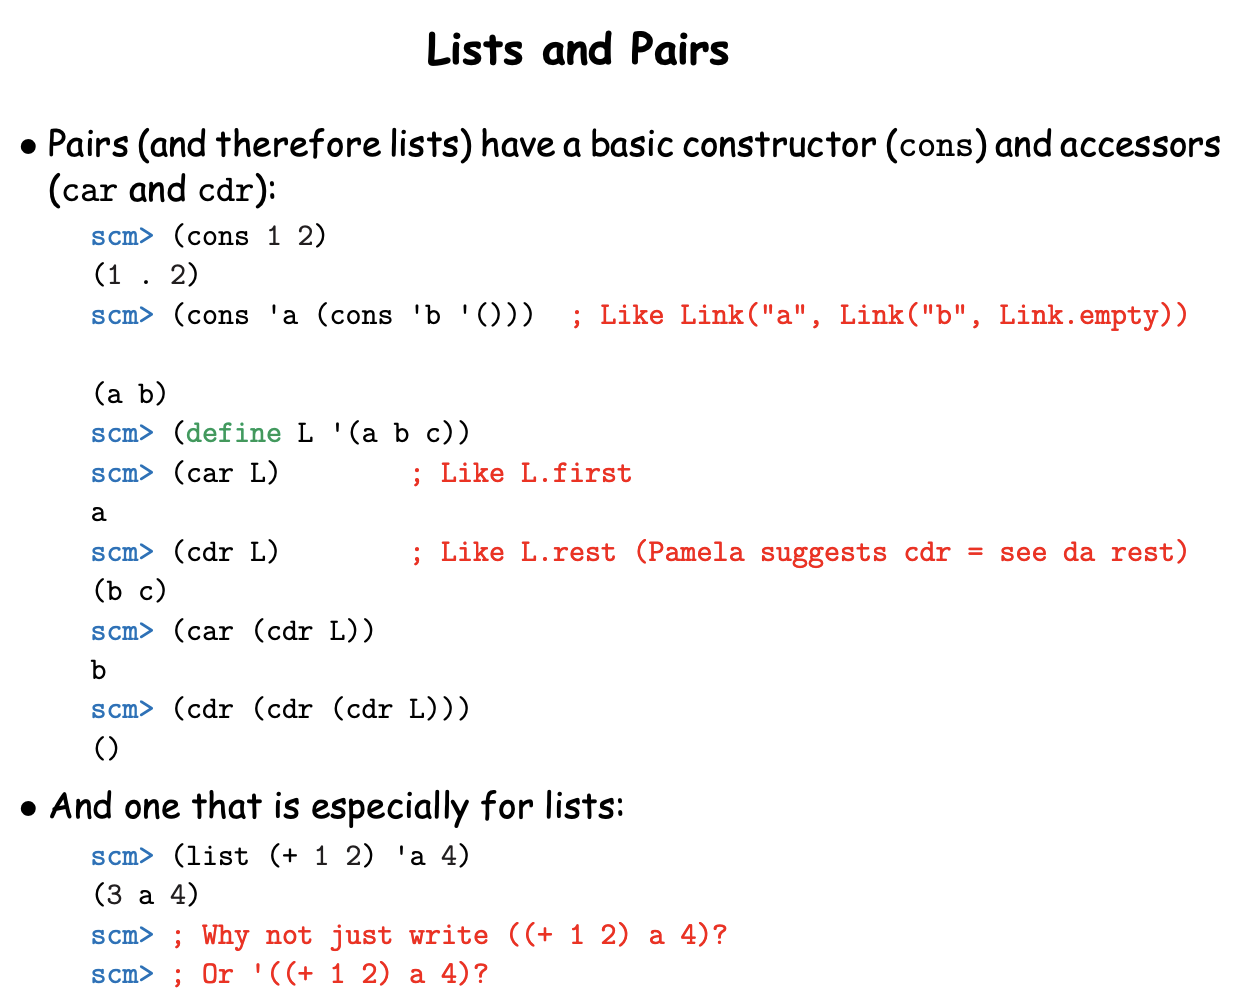 Lists and Pairs
• Pairs (and therefore lists) have a basic constructor (cons) and accessors
(car and cdr):
scm> (cons 1 2)
(1 . 2)
scm> (cons 'a (cons 'b '()))  ; Like Link("a", Link("b", Link.empty))
(a b)
scm> (define L '(a b c))
scm> (car L)        ; Like L.first
a
scm> (cdr L)        ; Like L.rest (Pamela suggests cdr = see da rest)
(b c)
scm> (car (cdr L))
b
scm> (cdr (cdr (cdr L)))
()
• And one that is especially for lists:
scm> (list (+ 1 2) 'a 4)
(3 a 4)
scm> ; Why not just write ((+ 1 2) a 4)?
scm> ; Or '((+ 1 2) a 4)?